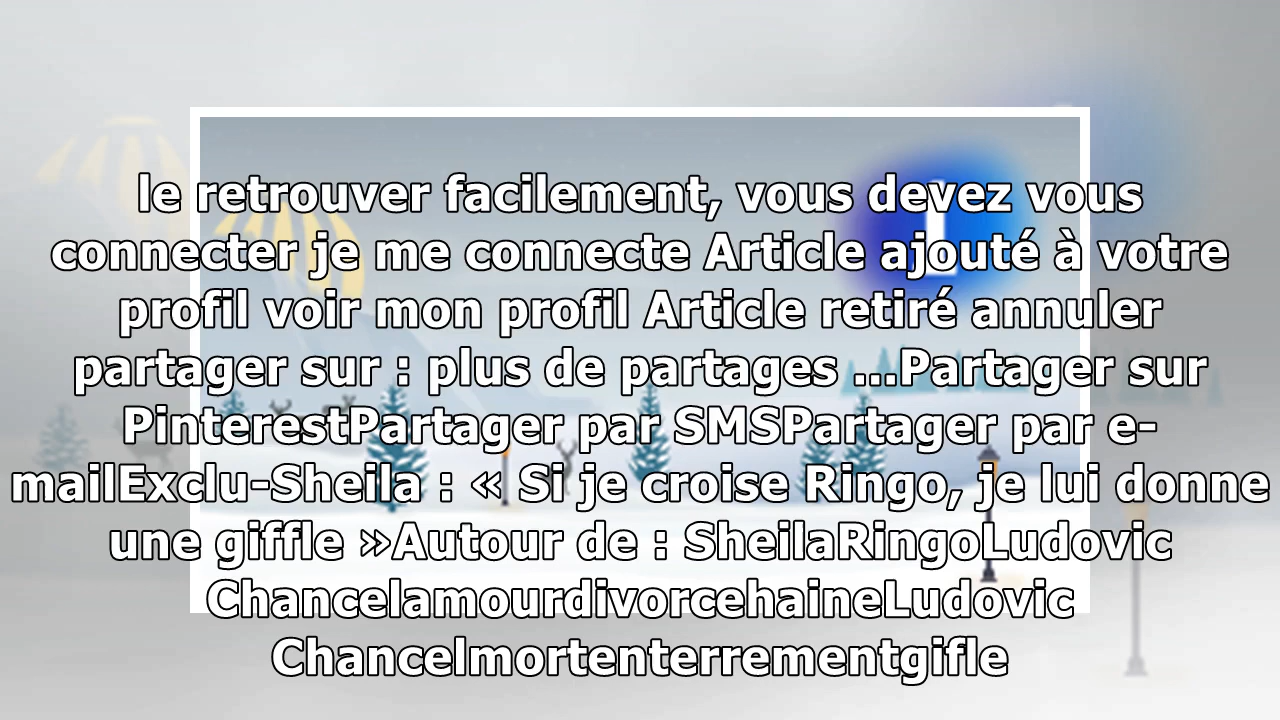 1
le retrouver facilement, vous devez vous
connecter je me connecte Article ajouté à votre
profil voir mon profil Article retiré annuler
partager sur : plus de partages ...Partager sur
PinterestPartager par SMSPartager par e-
mailExclu-Sheila : « Si je croise Ringo, je lui donne
une giffle »Autour de : SheilaRingoLudovic
ChancelamourdivorcehaineLudovic
Chancelmortenterrementgifle